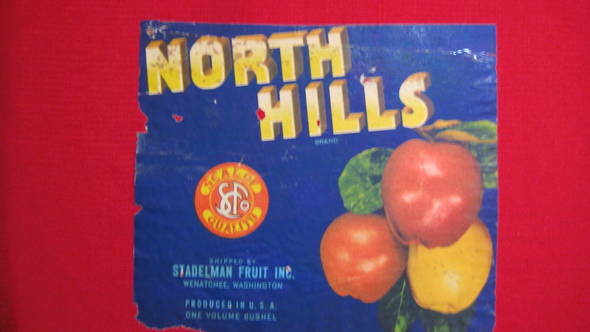 NORTH
HILLS
BRAND
SEAL OF
SFCo
QUALITY
SHIPPED BY
STADELMAN FRUIT INC.
WENATCHEE, WASHINGTON
PRODUCED IN U.S.A.
ONE VOLUME BUSHEL